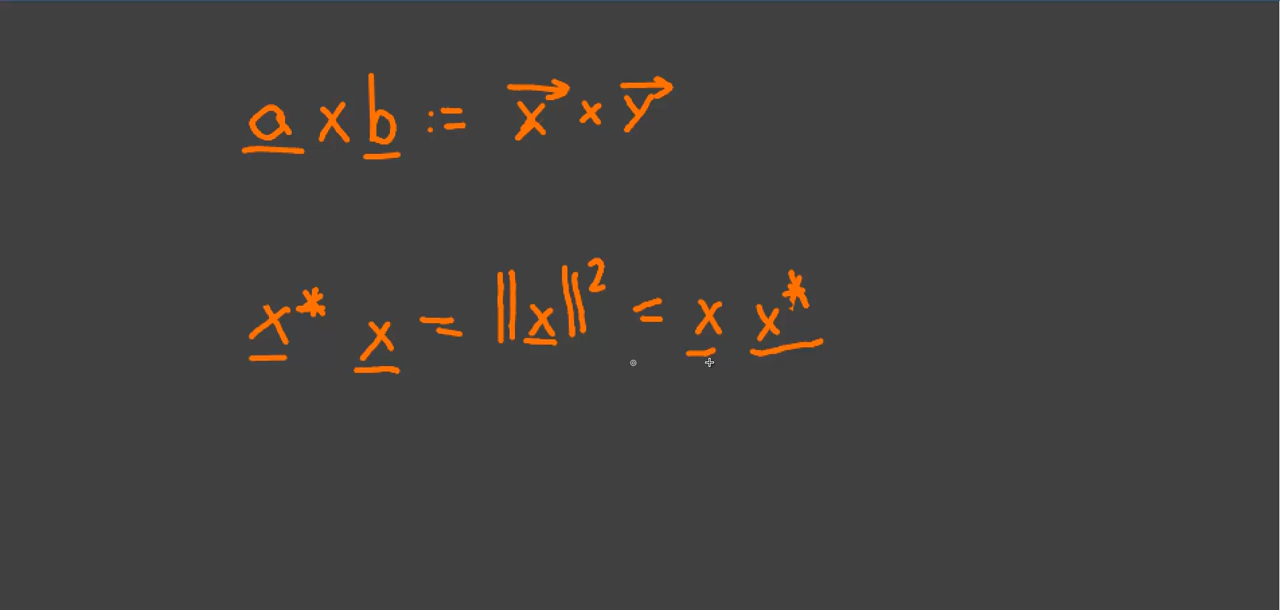 a̲ × b̲ := x⃗ × y⃗
x̲* x̲ = ‖x̲‖² = x̲ x̲*